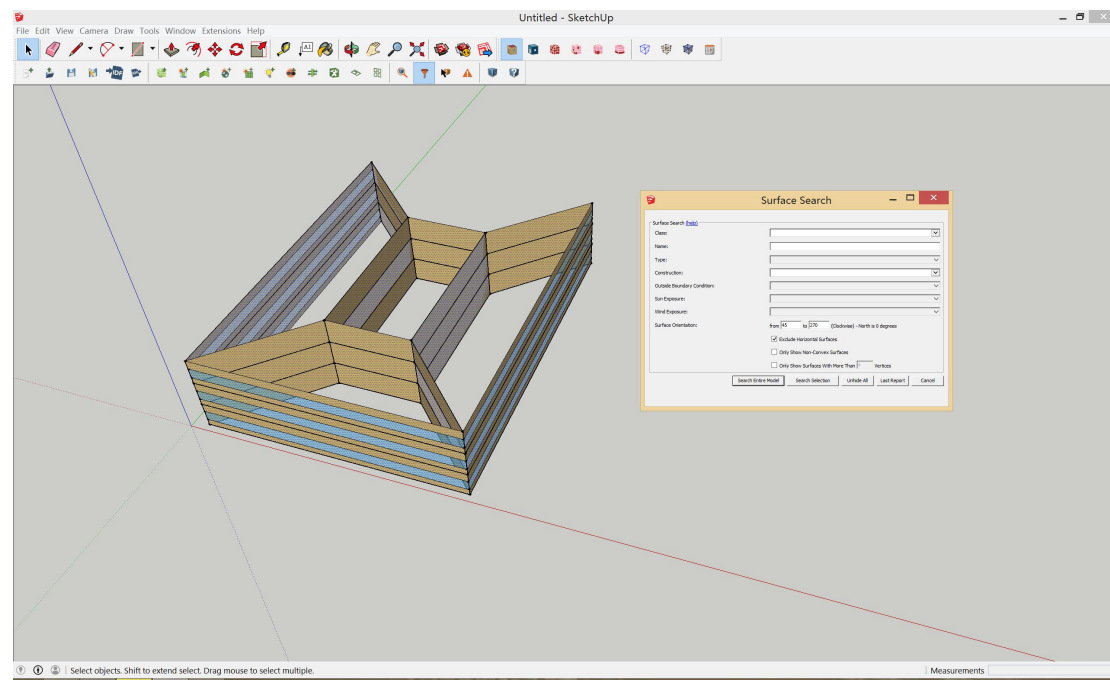 Untitled - SketchUp
File Edit View Camera Draw Tools Window Extensions Help
Surface Search
Surface Search (help)
Class:
Name:
Type:
Construction:
Outside Boundary Condition:
Sun Exposure:
Wind Exposure:
Surface Orientation: from 45 to 270 (Clockwise) - North is 0 degrees
Exclude Horizontal Surfaces
Only Show Non-Convex Surfaces
Only Show Surfaces With More Than Vertices
Search Entire Model Search Selection Unhide All Last Report Cancel
Select objects. Shift to extend select. Drag mouse to select multiple. Measurements